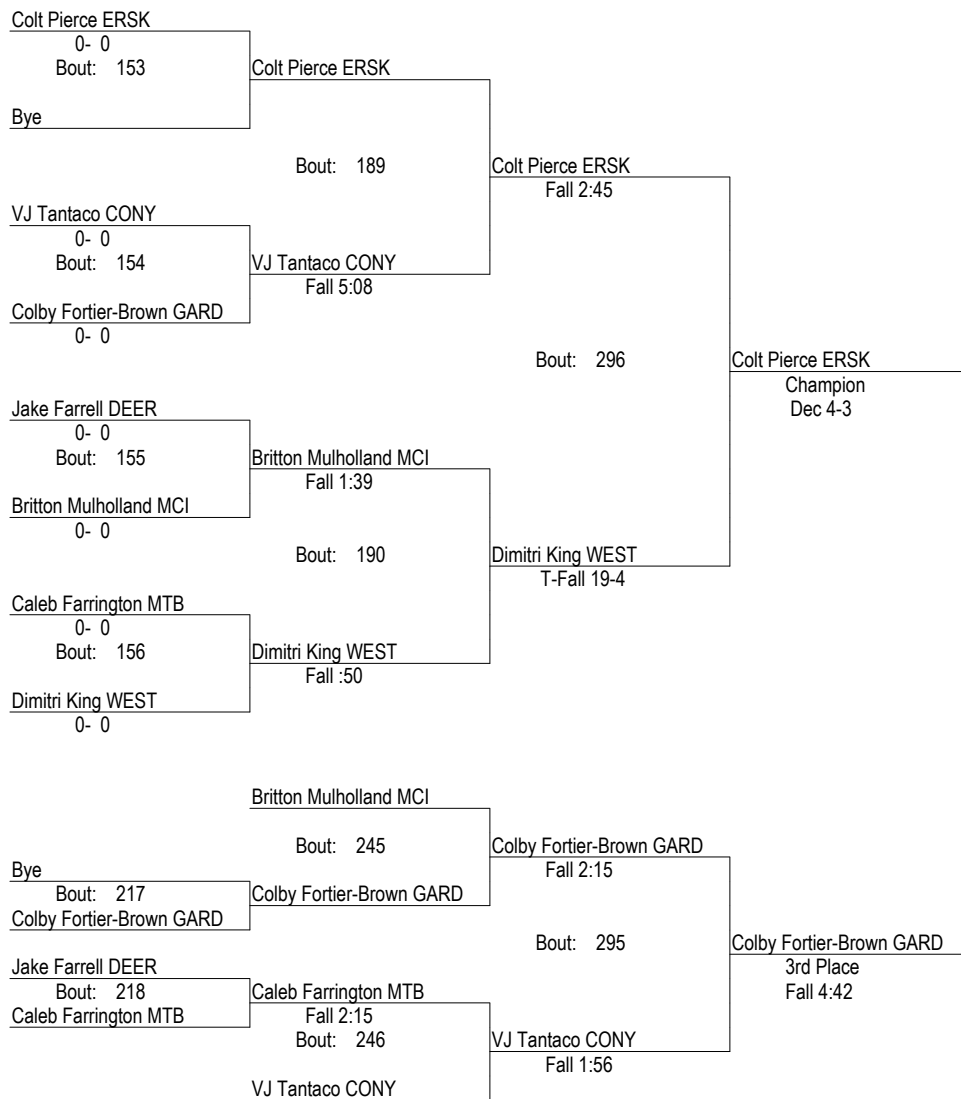 Colt Pierce ERSK
0- 0
Bout: 153
Colt Pierce ERSK
Bye
Bout: 189
Colt Pierce ERSK
Fall 2:45
VJ Tantaco CONY
0- 0
Bout: 154
VJ Tantaco CONY
Fall 5:08
Colby Fortier-Brown GARD
0- 0
Bout: 296
Colt Pierce ERSK
Champion
Dec 4-3
Jake Farrell DEER
0- 0
Bout: 155
Britton Mulholland MCI
Fall 1:39
Britton Mulholland MCI
0- 0
Bout: 190
Dimitri King WEST
T-Fall 19-4
Caleb Farrington MTB
0- 0
Bout: 156
Dimitri King WEST
Fall :50
Dimitri King WEST
0- 0
Britton Mulholland MCI
Bout: 245
Colby Fortier-Brown GARD
Fall 2:15
Bye
Bout: 217
Colby Fortier-Brown GARD
Colby Fortier-Brown GARD
Bout: 295
Colby Fortier-Brown GARD
3rd Place
Fall 4:42
Jake Farrell DEER
Bout: 218
Caleb Farrington MTB
Caleb Farrington MTB
Fall 2:15
Bout: 246
VJ Tantaco CONY
Fall 1:56
VJ Tantaco CONY